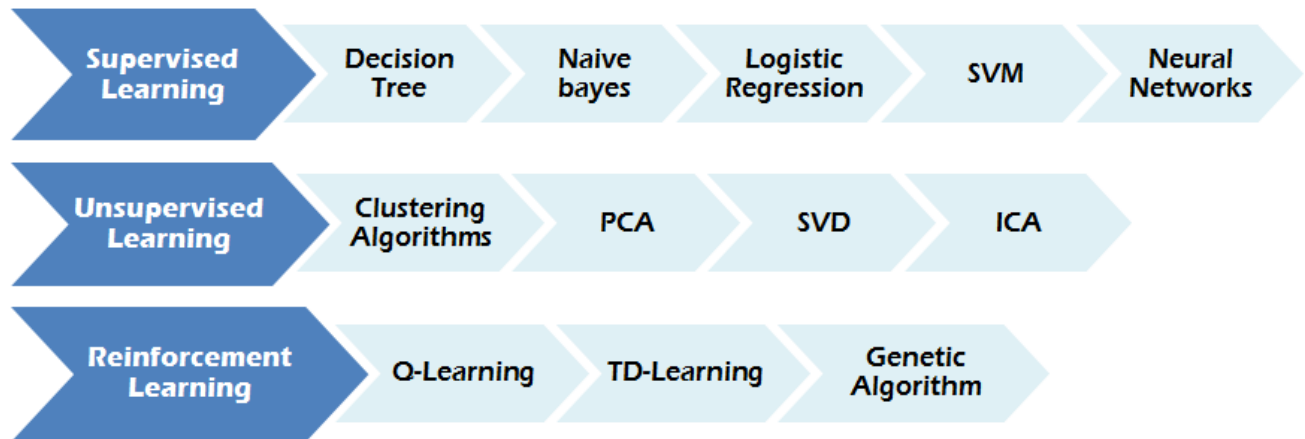 Supervised
Learning
Decision
Tree
Naive
bayes
Logistic
Regression
SVM
Neural
Networks
Unsupervised
Learning
Clustering
Algorithms
PCA
SVD
ICA
Reinforcement
Learning
Q-Learning
TD-Learning
Genetic
Algorithm